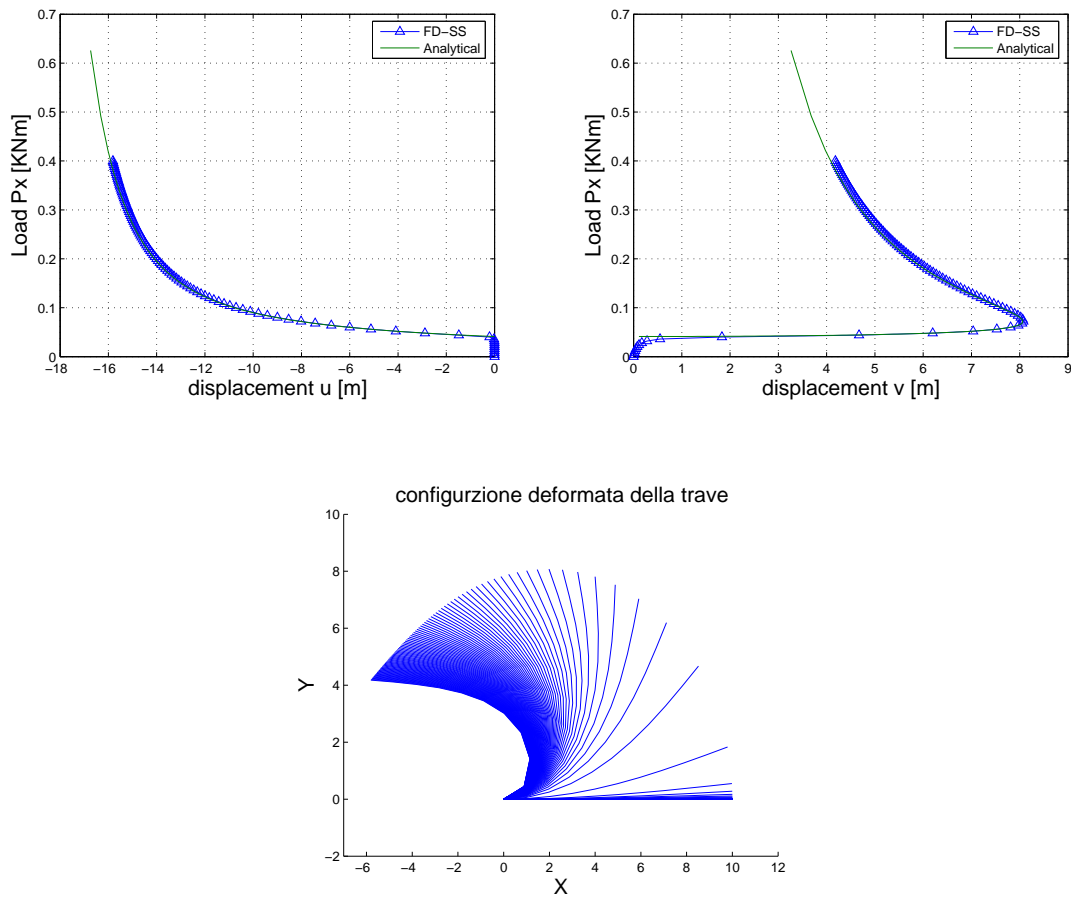 FD−SS
Analytical
0.7
0.6
0.5
0.4
0.3
0.2
0.1
0
Load Px [KNm]
−18 −16 −14 −12 −10 −8 −6 −4 −2 0
displacement u [m]
FD−SS
Analytical
0.7
0.6
0.5
0.4
0.3
0.2
0.1
0
Load Px [KNm]
0 1 2 3 4 5 6 7 8 9
displacement v [m]
configurzione deformata della trave
10
8
6
4
2
0
−2
Y
−6 −4 −2 0 2 4 6 8 10 12
X